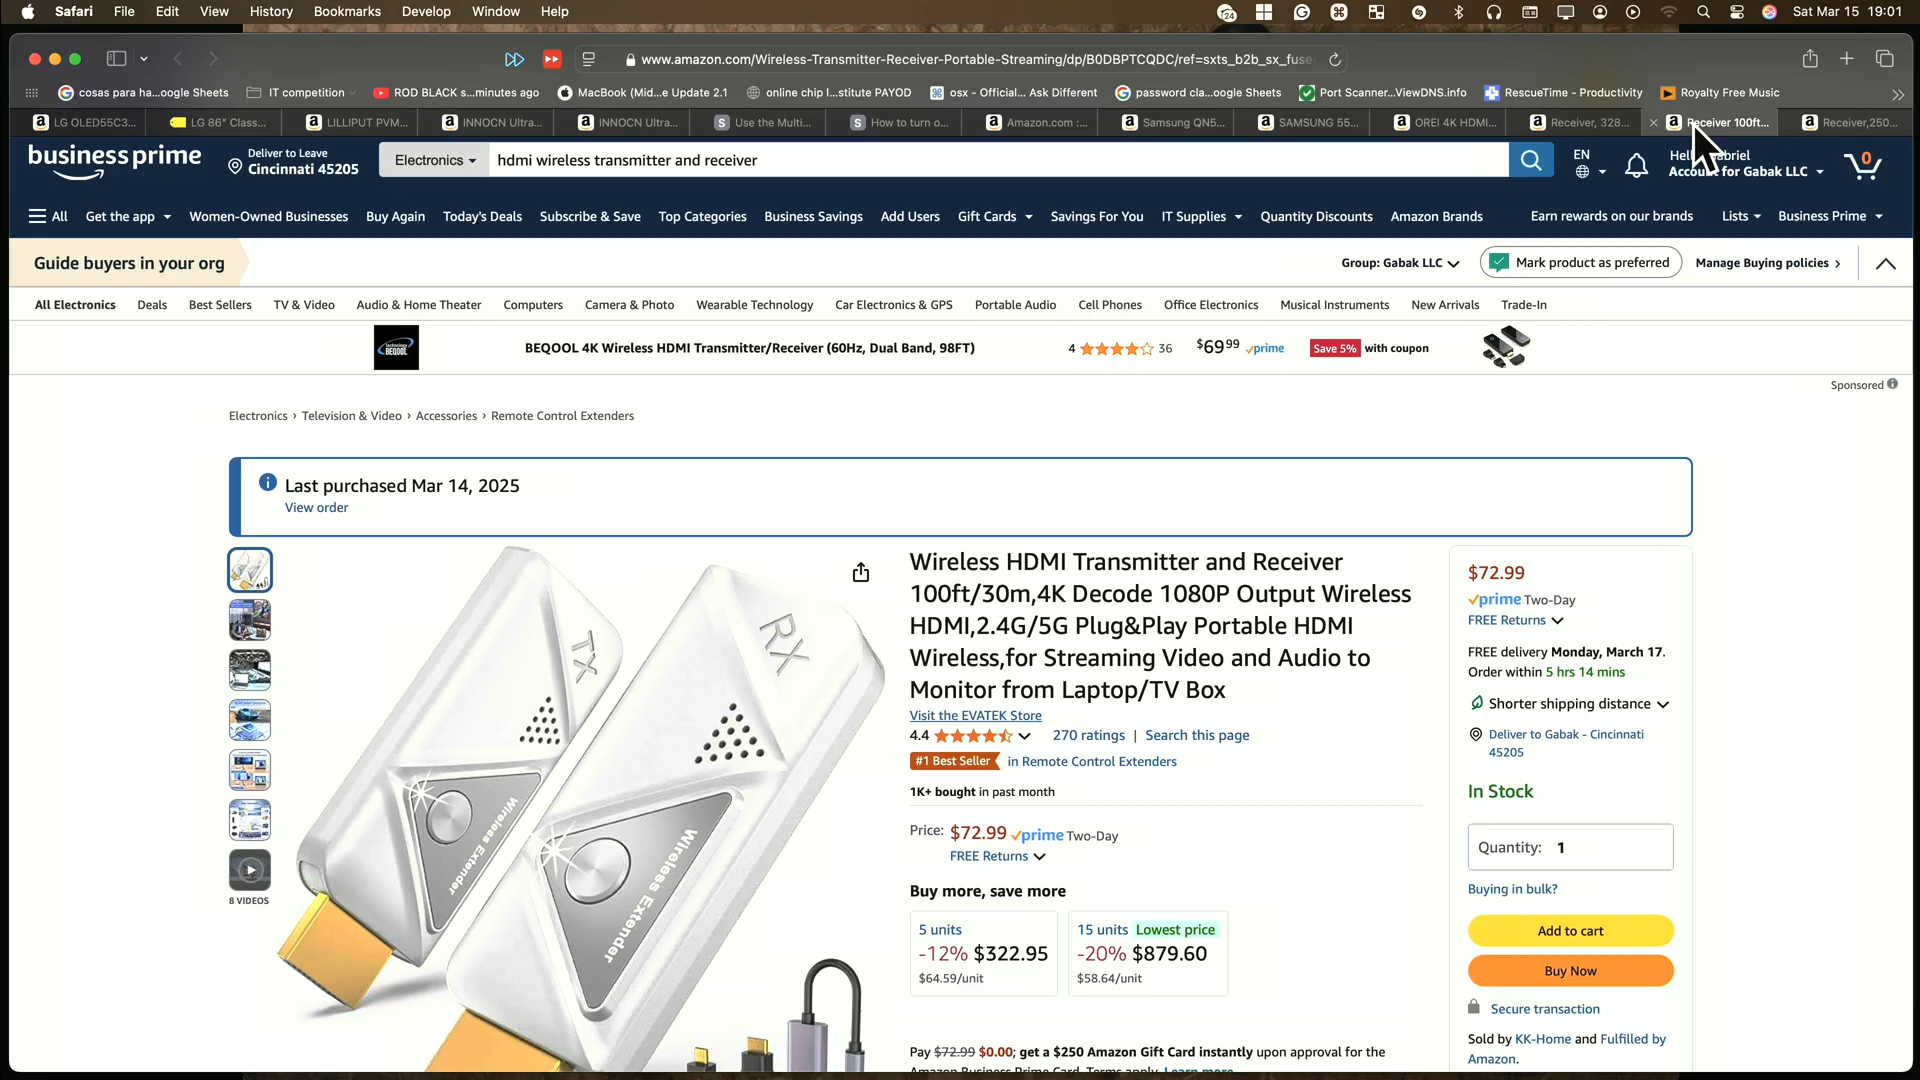 Safari File Edit View History Bookmarks Develop Window Help
24
Sat Mar 15 19:01
www.amazon.com/Wireless-Transmitter-Receiver-Portable-Streaming/dp/B0DBPTCQDC/ref=sxts_b2b_sx_fuse
cosas para ha...oogle Sheets IT competition ROD BLACK s...minutes ago MacBook (Mid...e Update 2.1 online chip l...stitute PAYOD osx - Official... Ask Different password cla...oogle Sheets Port Scanner...ViewDNS.info RescueTime - Productivity Royalty Free Music
LG OLED55C3... LG 86" Class... LILLIPUT PVM... INNOCN Ultra... INNOCN Ultra... Use the Multi... How to turn o... Amazon.com :... Samsung QN5... SAMSUNG 55... OREI 4K HDMI... Receiver, 328... Receiver 100ft... Receiver,250...
business prime
Deliver to Leave
Cincinnati 45205
Electronics
hdmi wireless transmitter and receiver
EN
Account for Gabak LLC
0
All Get the app Women-Owned Businesses Buy Again Today's Deals Subscribe & Save Top Categories Business Savings Add Users Gift Cards Savings For You IT Supplies Quantity Discounts Amazon Brands Earn rewards on our brands Lists Business Prime
Guide buyers in your org
Group: Gabak LLC
Mark product as preferred
Manage Buying policies ›
All Electronics Deals Best Sellers TV & Video Audio & Home Theater Computers Camera & Photo Wearable Technology Car Electronics & GPS Portable Audio Cell Phones Office Electronics Musical Instruments New Arrivals Trade-In
Technology BEQOOL
BEQOOL 4K Wireless HDMI Transmitter/Receiver (60Hz, Dual Band, 98FT)
4 36 $69.99 prime Save 5% with coupon
Sponsored
Electronics › Television & Video › Accessories › Remote Control Extenders
Last purchased Mar 14, 2025
View order
8 VIDEOS
TX
RX
Wireless Extender
Wireless Extender
Wireless HDMI Transmitter and Receiver
100ft/30m,4K Decode 1080P Output Wireless
HDMI,2.4G/5G Plug&Play Portable HDMI
Wireless,for Streaming Video and Audio to
Monitor from Laptop/TV Box
Visit the EVATEK Store
4.4 270 ratings | Search this page
#1 Best Seller in Remote Control Extenders
1K+ bought in past month
Price: $72.99 prime Two-Day
FREE Returns
Buy more, save more
5 units
-12% $322.95
$64.59/unit
15 units Lowest price
-20% $879.60
$58.64/unit
Pay $72.99 $0.00; get a $250 Amazon Gift Card instantly upon approval for the
Amazon Business Prime Card. Terms apply. Learn more
$72.99
prime Two-Day
FREE Returns
FREE delivery Monday, March 17.
Order within 5 hrs 14 mins
Shorter shipping distance
Deliver to Gabak - Cincinnati
45205
In Stock
Quantity: 1
Buying in bulk?
Add to cart
Buy Now
Secure transaction
Sold by KK-Home and Fulfilled by
Amazon.